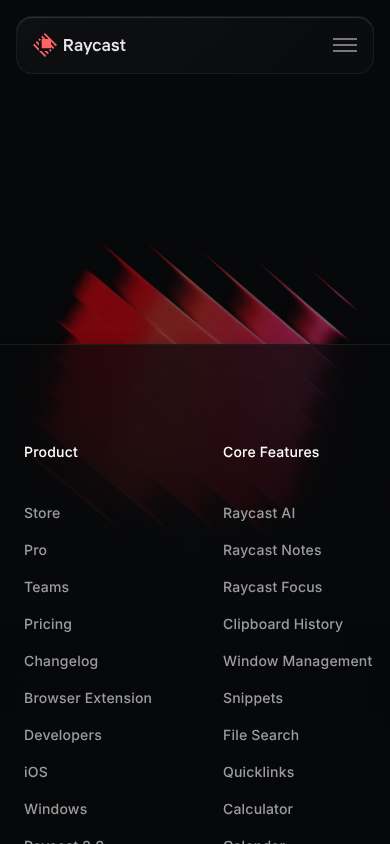 Raycast
Product
Store
Pro
Teams
Pricing
Changelog
Browser Extension
Developers
iOS
Windows
Core Features
Raycast AI
Raycast Notes
Raycast Focus
Clipboard History
Window Management
Snippets
File Search
Quicklinks
Calculator